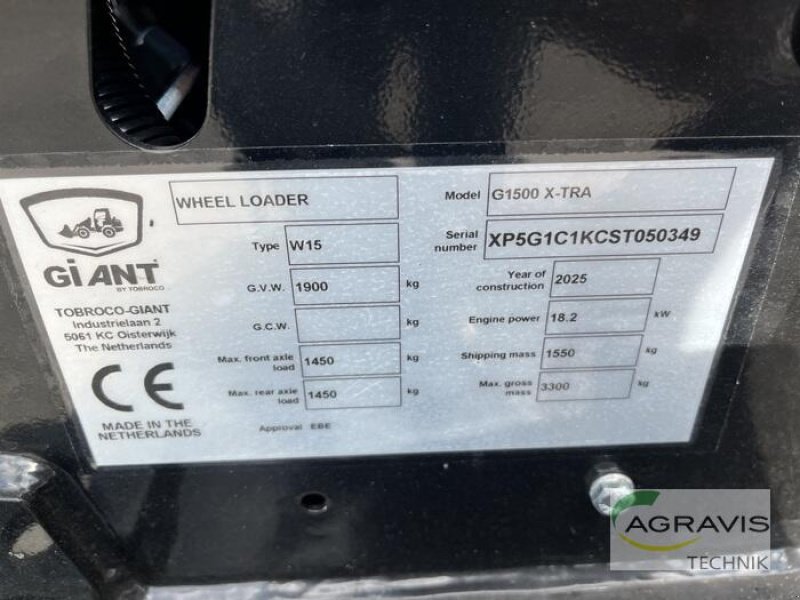 GiANT
BY TOBROCO
TOBROCO-GIANT
Industrielaan 2
5061 KC Oisterwijk
The Netherlands
CE
MADE IN THE
NETHERLANDS
WHEEL LOADER
Type W15
G.V.W. 1900 kg
G.C.W. kg
Max. front axle
load 1450 kg
Max. rear axle
load 1450 kg
Approval EBE
Model G1500 X-TRA
Serial
number XP5G1C1KCST050349
Year of
construction 2025
Engine power 18.2 kW
Shipping mass 1550 kg
Max. gross
mass 3300 kg
AGRAVIS
TECHNIK